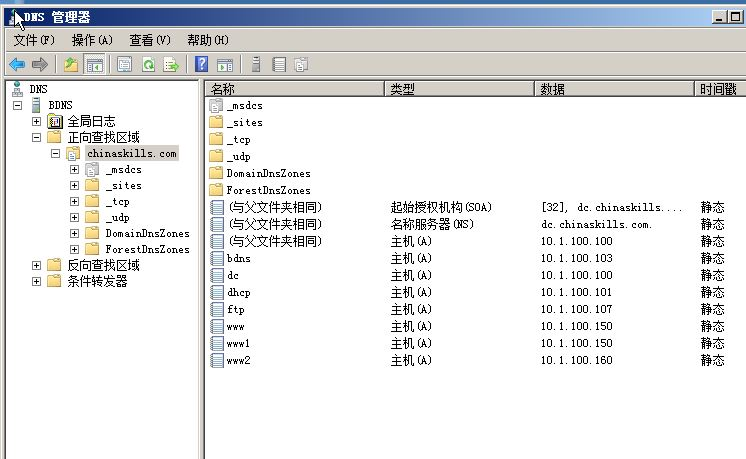 DNS 管理器
文件(F) 操作(A) 查看(V) 帮助(H)
DNS
BDNS
全局日志
正向查找区域
chinaskills.com
_msdcs
_sites
_tcp
_udp
DomainDnsZones
ForestDnsZones
反向查找区域
条件转发器
名称 类型 数据 时间戳
_msdcs
_sites
_tcp
_udp
DomainDnsZones
ForestDnsZones
(与父文件夹相同) 起始授权机构(SOA) [32], dc.chinaskills.... 静态
(与父文件夹相同) 名称服务器(NS) dc.chinaskills.com. 静态
(与父文件夹相同) 主机(A) 10.1.100.100 静态
bdns 主机(A) 10.1.100.103 静态
dc 主机(A) 10.1.100.100 静态
dhcp 主机(A) 10.1.100.101 静态
ftp 主机(A) 10.1.100.107 静态
www 主机(A) 10.1.100.150 静态
www1 主机(A) 10.1.100.150 静态
www2 主机(A) 10.1.100.160 静态